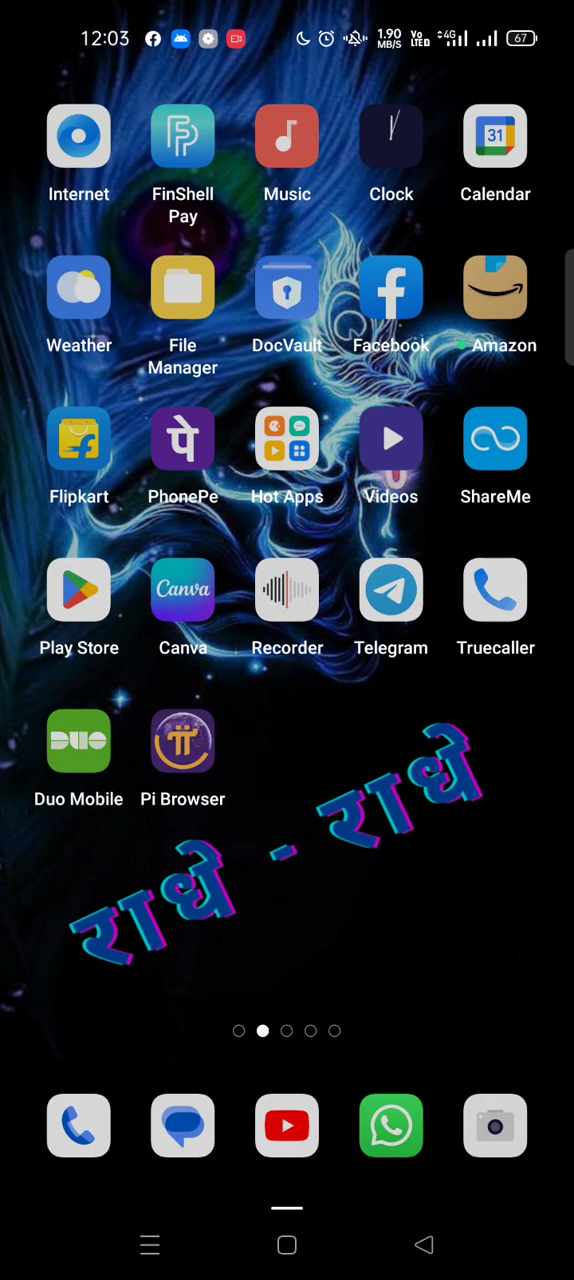 12:03 1.90 MB/S Vo LTE 4G 67
31
Internet FinShell Pay Music Clock Calendar
Weather File Manager DocVault Facebook Amazon
पे
Flipkart PhonePe Hot Apps Videos ShareMe
Canva
Play Store Canva Recorder Telegram Truecaller
DUO
Duo Mobile Pi Browser
राधे - राधे